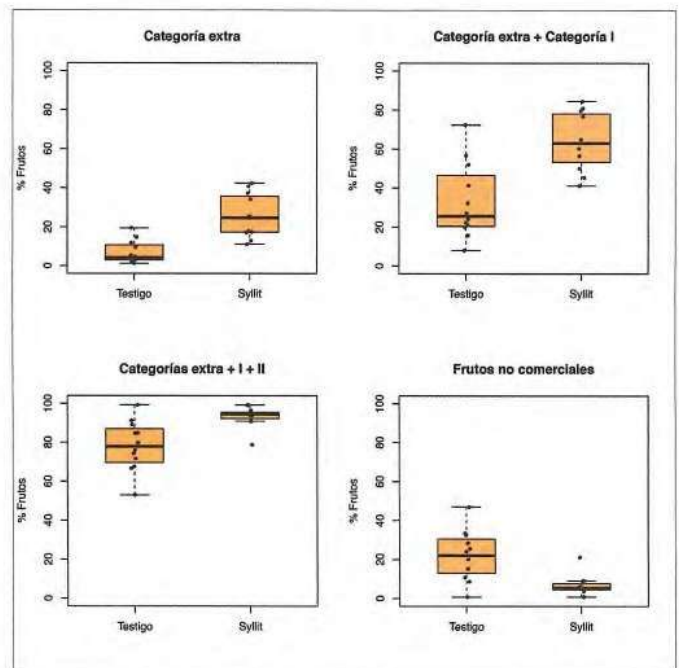 Categoría extra
% Frutos
100
80
60
40
20
0
Testigo
Syllit
Categoría extra + Categoría I
% Frutos
100
80
60
40
20
0
Testigo
Syllit
Categorías extra + I + II
% Frutos
100
80
60
40
20
0
Testigo
Syllit
Frutos no comerciales
% Frutos
100
80
60
40
20
0
Testigo
Syllit